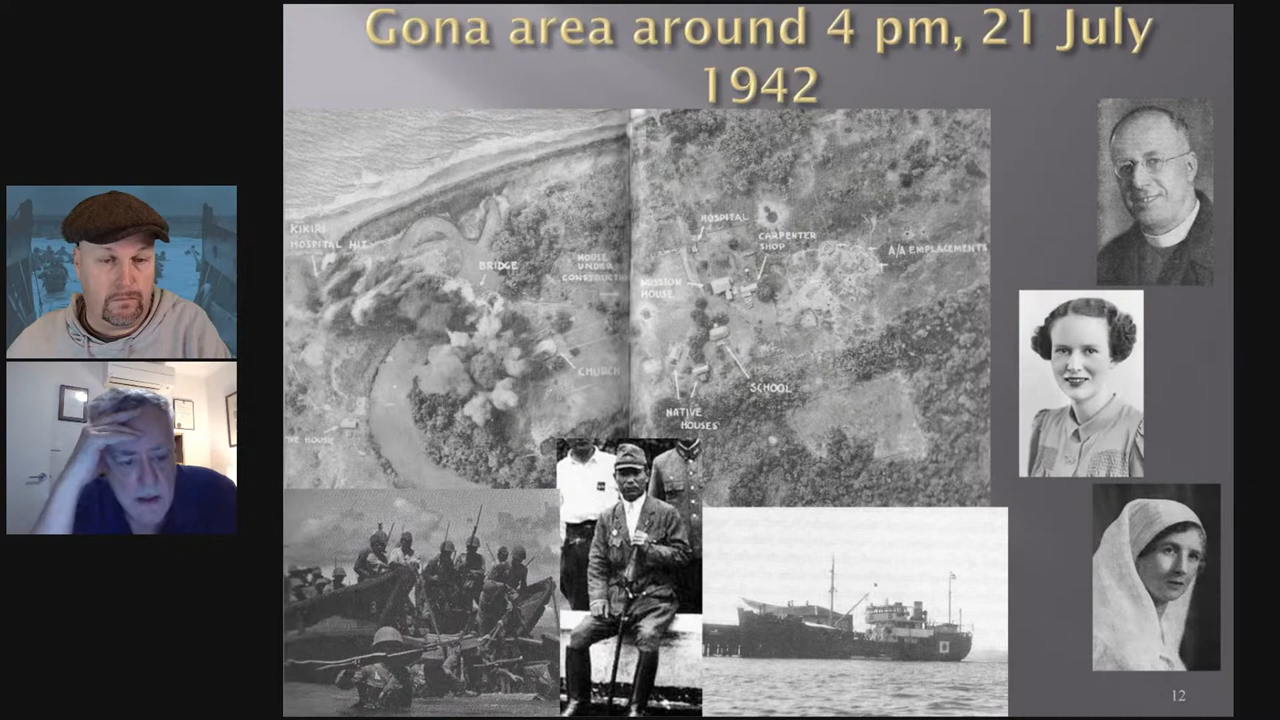 Gona area around 4 pm, 21 July
1942
KIKIRI
HOSPITAL HIT
BRIDGE
HOUSE
UNDER
CHURCH
HOSPITAL
CARPENTER
SHOP
A/A EMPLACEMENTS
MISSION
HOUSE
SCHOOL
NATIVE
HOUSES
HOUSE
12